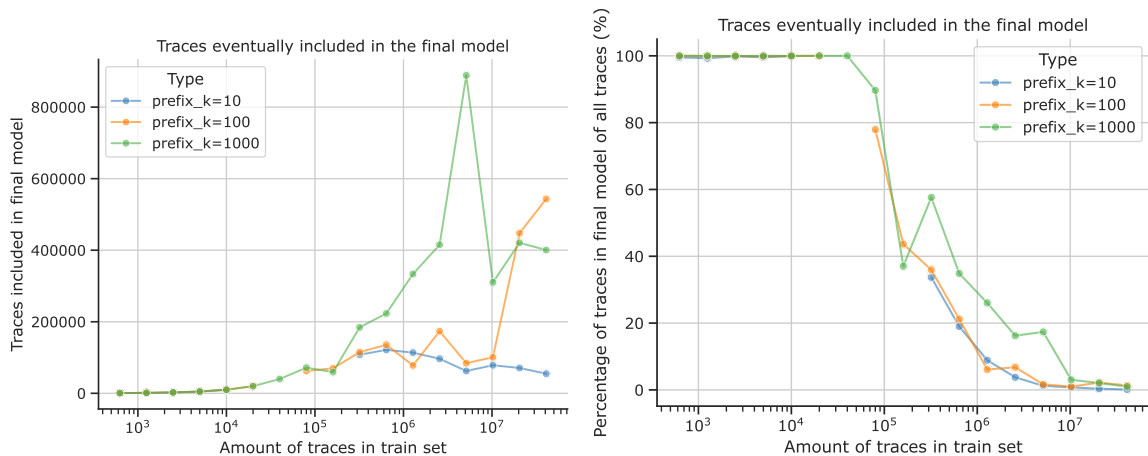 Traces eventually included in the final model
Type
prefix_k=10
prefix_k=100
prefix_k=1000
Traces included in final model
800000
600000
400000
200000
0
10³
10⁴
10⁵
10⁶
10⁷
Amount of traces in train set
Traces eventually included in the final model
Type
prefix_k=10
prefix_k=100
prefix_k=1000
Percentage of traces in final model of all traces (%)
100
80
60
40
20
0
10³
10⁴
10⁵
10⁶
10⁷
Amount of traces in train set